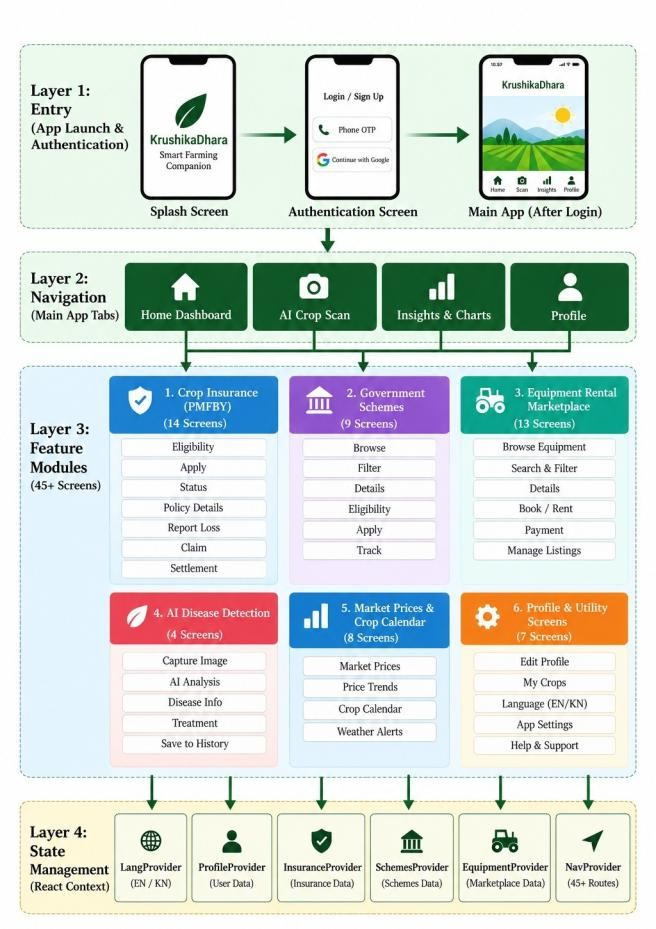 Layer 1:
Entry
(App Launch &
Authentication)
KrushikaDhara
Smart Farming
Companion
Splash Screen
Login / Sign Up
Phone OTP
Continue with Google
Authentication Screen
10:57
KrushikaDhara
Home
Scan
Insights
Profile
Main App (After Login)
Layer 2:
Navigation
(Main App Tabs)
Home Dashboard
AI Crop Scan
Insights & Charts
Profile
Layer 3:
Feature
Modules
(45+ Screens)
1. Crop Insurance
(PMFBY)
(14 Screens)
Eligibility
Apply
Status
Policy Details
Report Loss
Claim
Settlement
2. Government
Schemes
(9 Screens)
Browse
Filter
Details
Eligibility
Apply
Track
3. Equipment Rental
Marketplace
(13 Screens)
Browse Equipment
Search & Filter
Details
Book / Rent
Payment
Manage Listings
4. AI Disease Detection
(4 Screens)
Capture Image
AI Analysis
Disease Info
Treatment
Save to History
5. Market Prices &
Crop Calendar
(8 Screens)
Market Prices
Price Trends
Crop Calendar
Weather Alerts
6. Profile & Utility
Screens
(7 Screens)
Edit Profile
My Crops
Language (EN/KN)
App Settings
Help & Support
Layer 4:
State
Management
(React Context)
LangProvider
(EN / KN)
ProfileProvider
(User Data)
InsuranceProvider
(Insurance Data)
SchemesProvider
(Schemes Data)
EquipmentProvider
(Marketplace Data)
NavProvider
(45+ Routes)